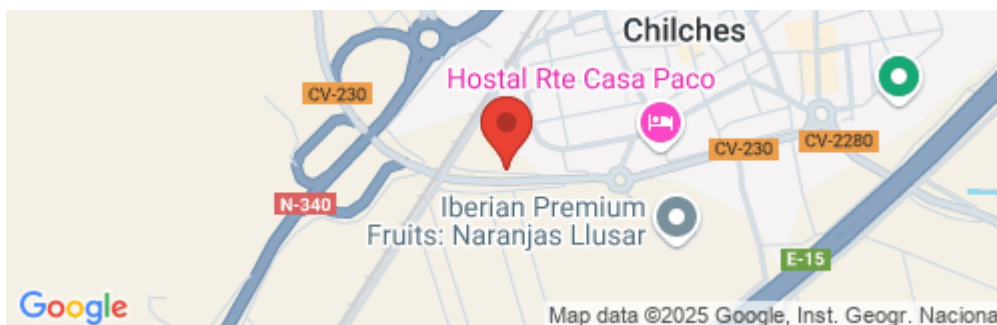 Chilches
Hostal Rte Casa Paco
CV-230
CV-2280
CV-230
N-340
Iberian Premium
Fruits: Naranjas Llusar
E-15
Google
Map data ©2025 Google, Inst. Geogr. Naciona